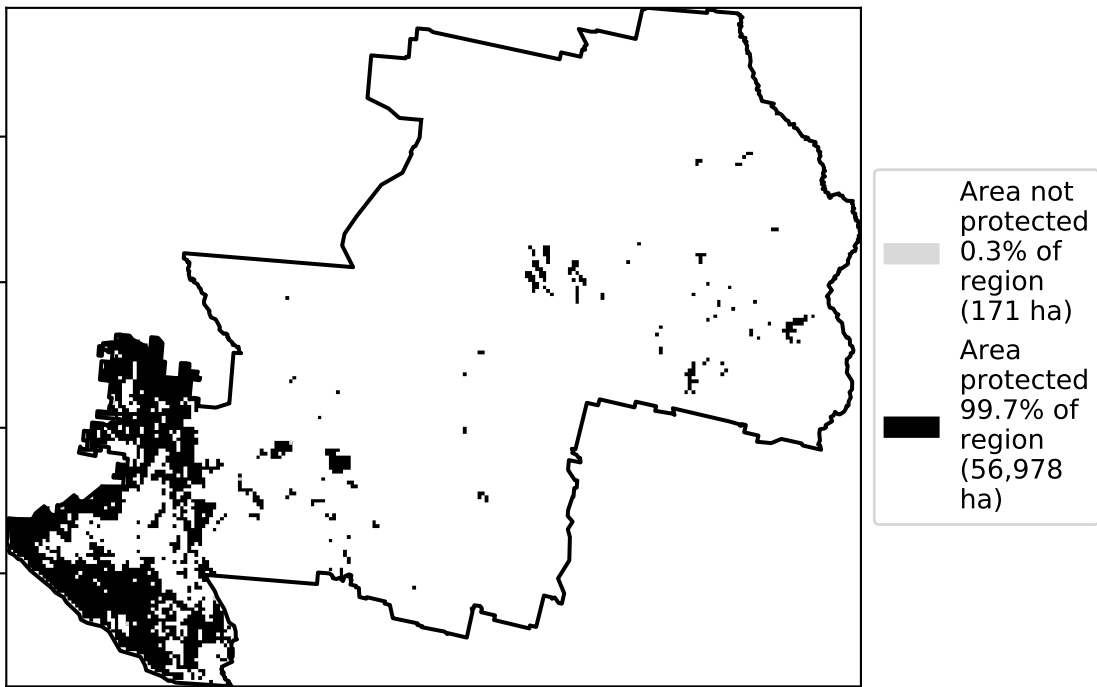 Area not
protected
0.3% of
region
(171 ha)
Area
protected
99.7% of
region
(56,978
ha)